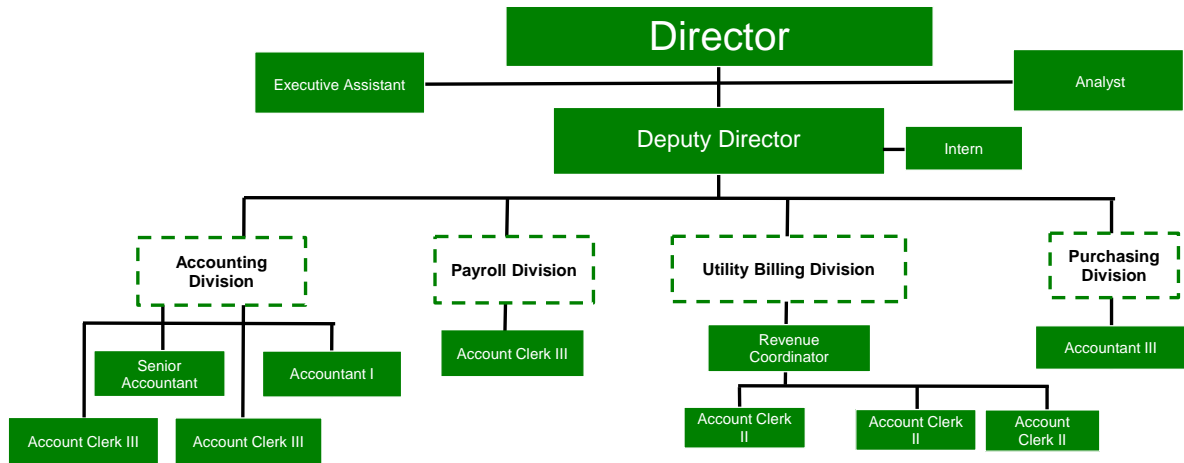 Director
Executive Assistant
Analyst
Deputy Director
Intern
Accounting
Division
Payroll Division
Utility Billing Division
Purchasing
Division
Senior
Accountant
Accountant I
Account Clerk III
Account Clerk III
Account Clerk III
Revenue
Coordinator
Account Clerk
II
Account Clerk
II
Account
Clerk II
Accountant III